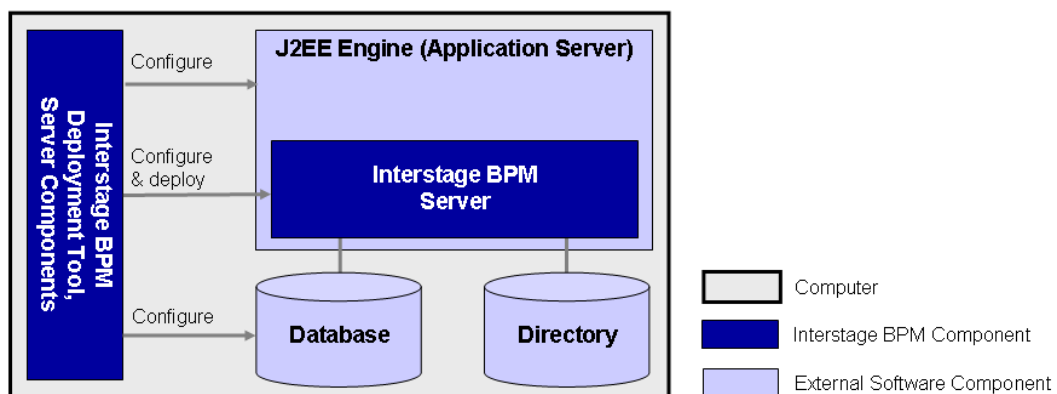 J2EE Engine (Application Server)
Configure
Interstage BPM
Deployment Tool,
Server Components
Configure
& deploy
Interstage BPM
Server
Configure
Database
Directory
Computer
Interstage BPM Component
External Software Component